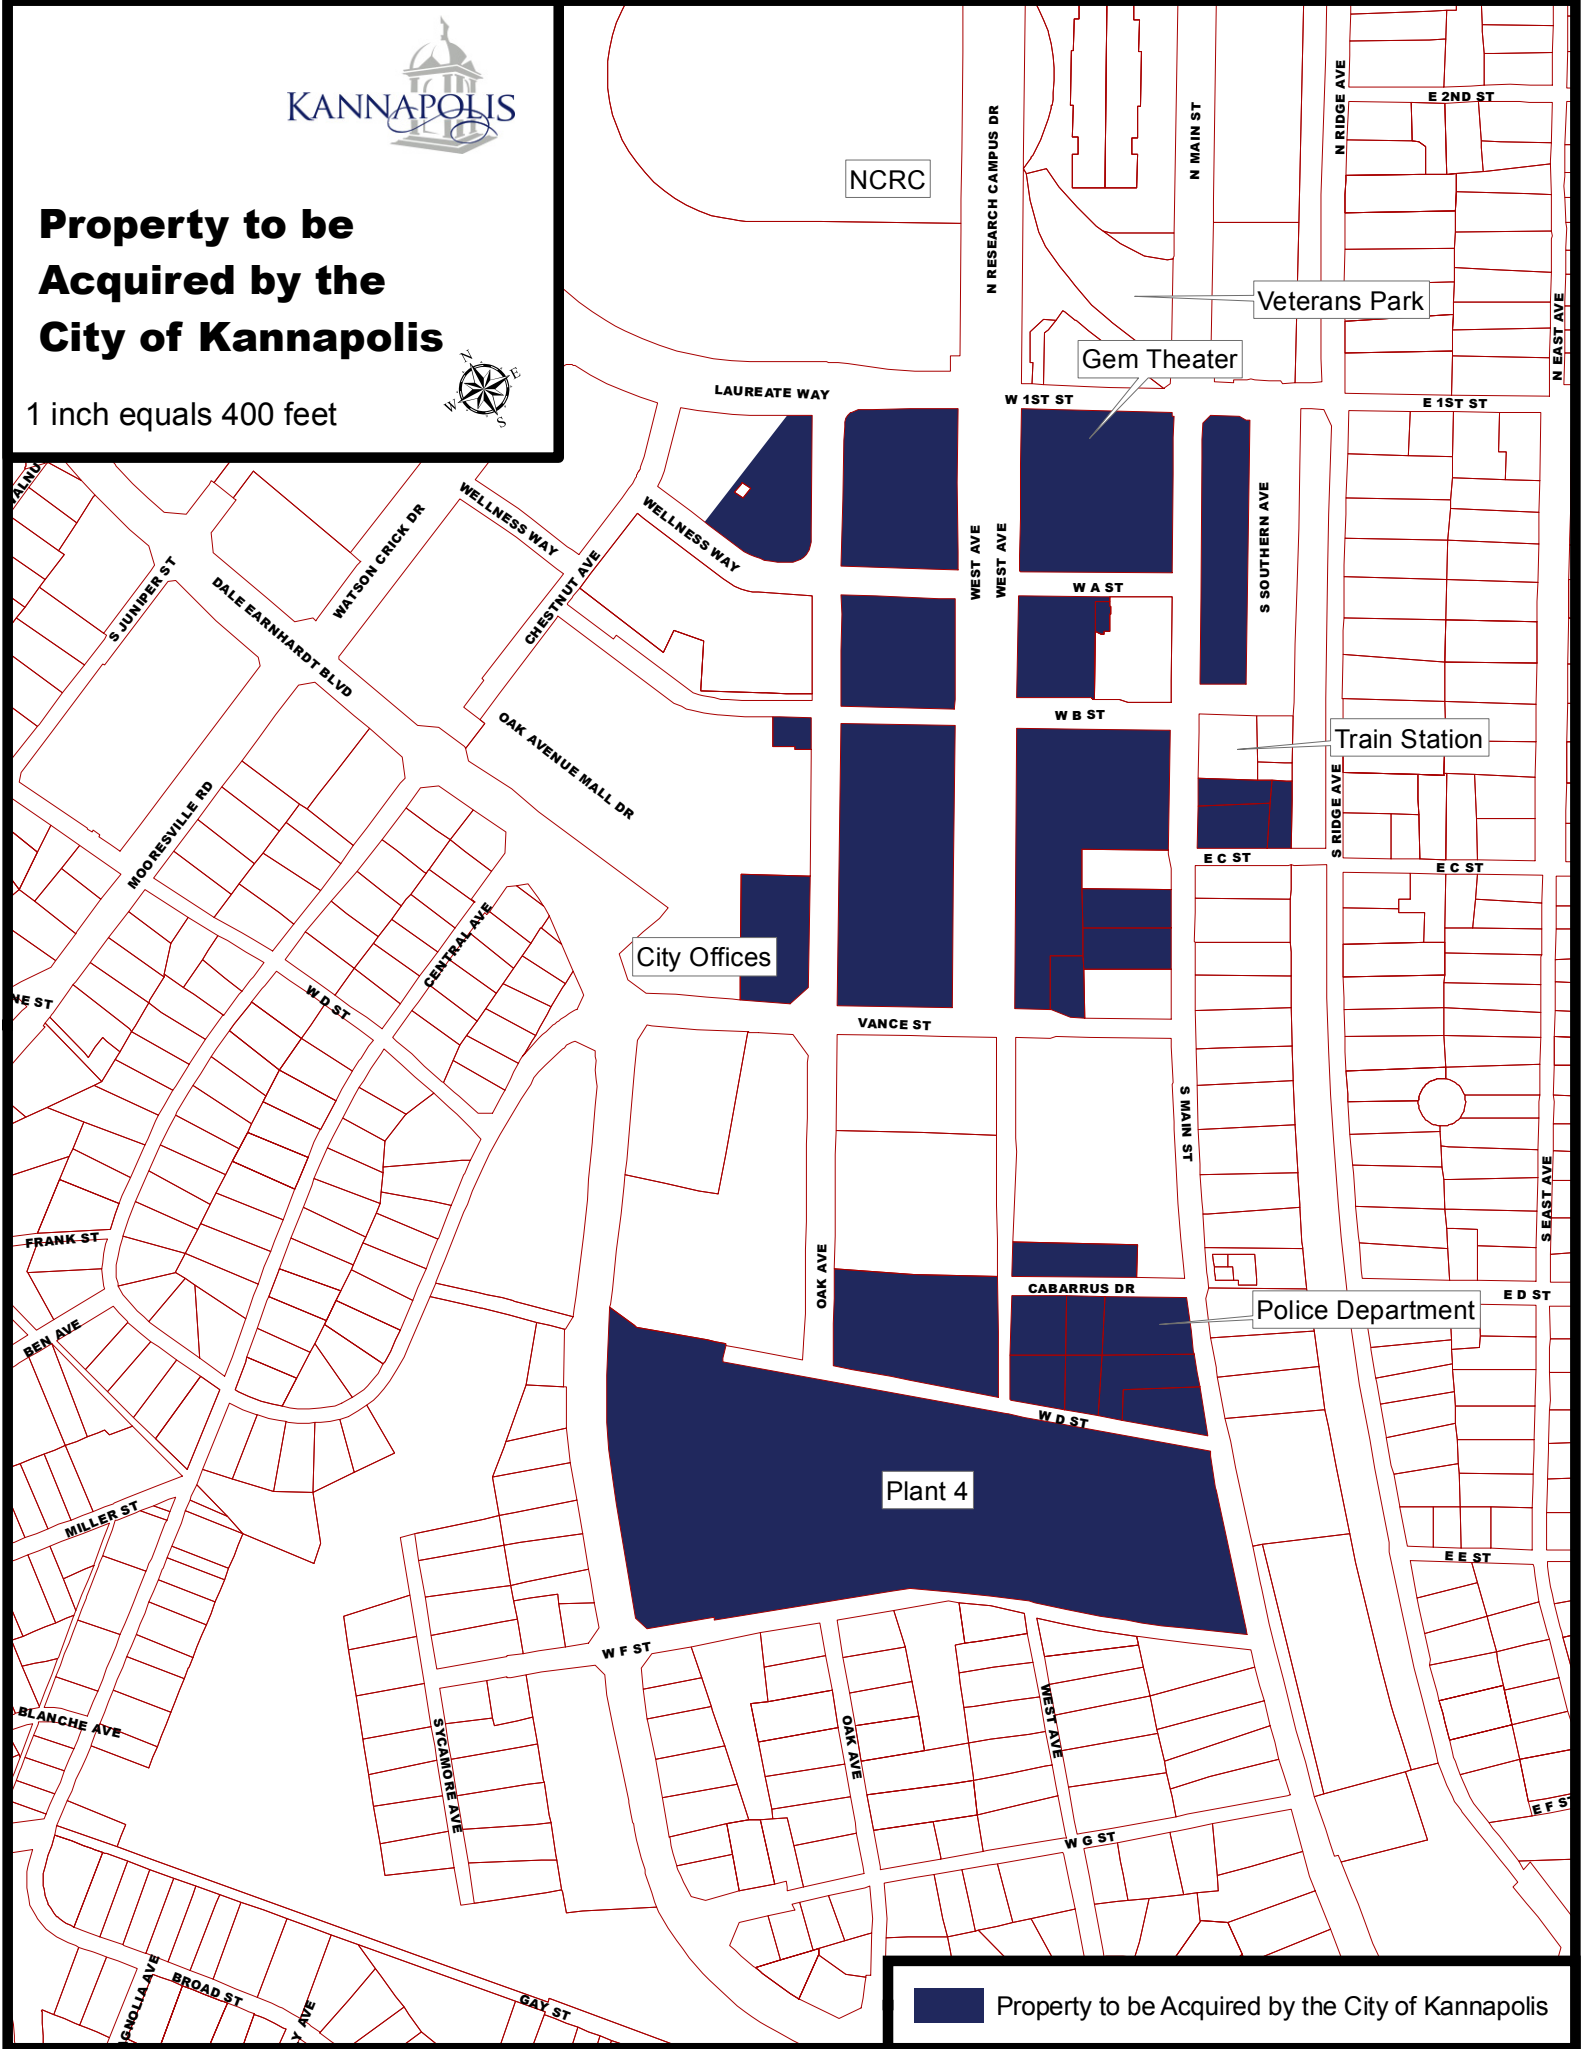 KANNAPOLIS
Property to be
Acquired by the
City of Kannapolis
1 inch equals 400 feet
N
E
W
S
E 2ND ST
N RIDGE AVE
N MAIN ST
N RESEARCH CAMPUS DR
NCRC
Veterans Park
N EAST AVE
Gem Theater
LAUREATE WAY
W 1ST ST
E 1ST ST
WELLNESS WAY
WELLNESS WAY
WATSON CRICK DR
S SOUTHERN AVE
WEST AVE
WEST AVE
CHESTNUT AVE
S JUNIPER ST
W A ST
DALE EARNHARDT BLVD
W B ST
OAK AVENUE MALL DR
Train Station
S RIDGE AVE
MOORESVILLE RD
E C ST
E C ST
CENTRAL AVE
City Offices
W D ST
NE ST
VANCE ST
S MAIN ST
S EAST AVE
FRANK ST
OAK AVE
CABARRUS DR
E D ST
Police Department
BEN AVE
W D ST
Plant 4
MILLER ST
E E ST
W F ST
BLANCHE AVE
SYCAMORE AVE
OAK AVE
WEST AVE
E F ST
W G ST
BROAD ST
GAY ST
GNOLIA AVE
Y AVE
Property to be Acquired by the City of Kannapolis